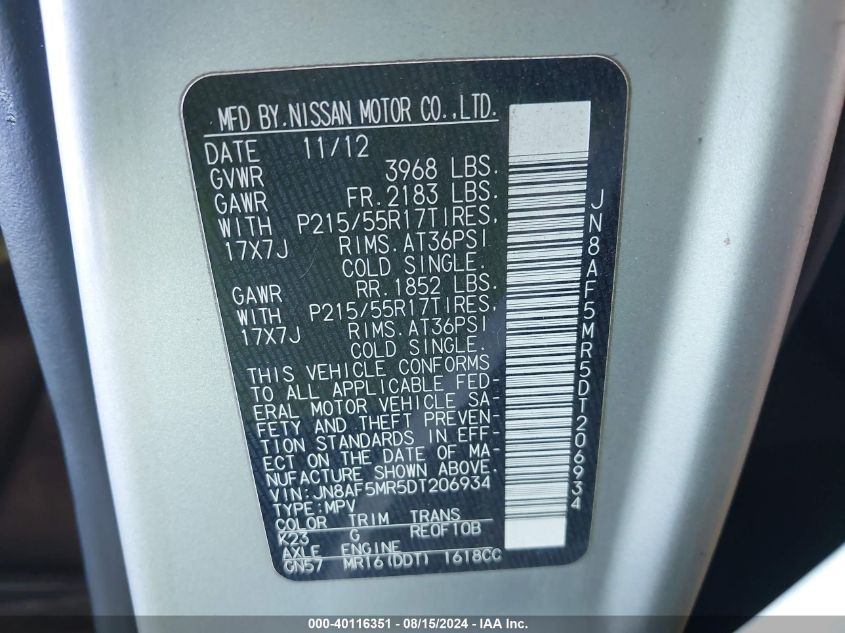 MFD BY.NISSAN MOTOR CO.,LTD.
DATE 11/12
GVWR 3968 LBS.
GAWR FR.2183 LBS.
WITH P215/55R17TIRES,
17X7J RIMS.AT36PSI
COLD SINGLE.
GAWR RR.1852 LBS.
WITH P215/55R17TIRES,
17X7J RIMS.AT36PSI
COLD SINGLE.
THIS VEHICLE CONFORMS
TO ALL APPLICABLE FED-
ERAL MOTOR VEHICLE SA-
FETY AND THEFT PREVEN-
TION STANDARDS IN EFF-
ECT ON THE DATE OF MA-
NUFACTURE SHOWN ABOVE.
VIN:JN8AF5MR5DT206934
TYPE:MPV
COLOR TRIM TRANS
K23 G RE0F10B
AXLE ENGINE
GN57 MR16(DDT) 1618CC
JN8AF5MR5DT206934
000-40116351 - 08/15/2024 - IAA Inc.